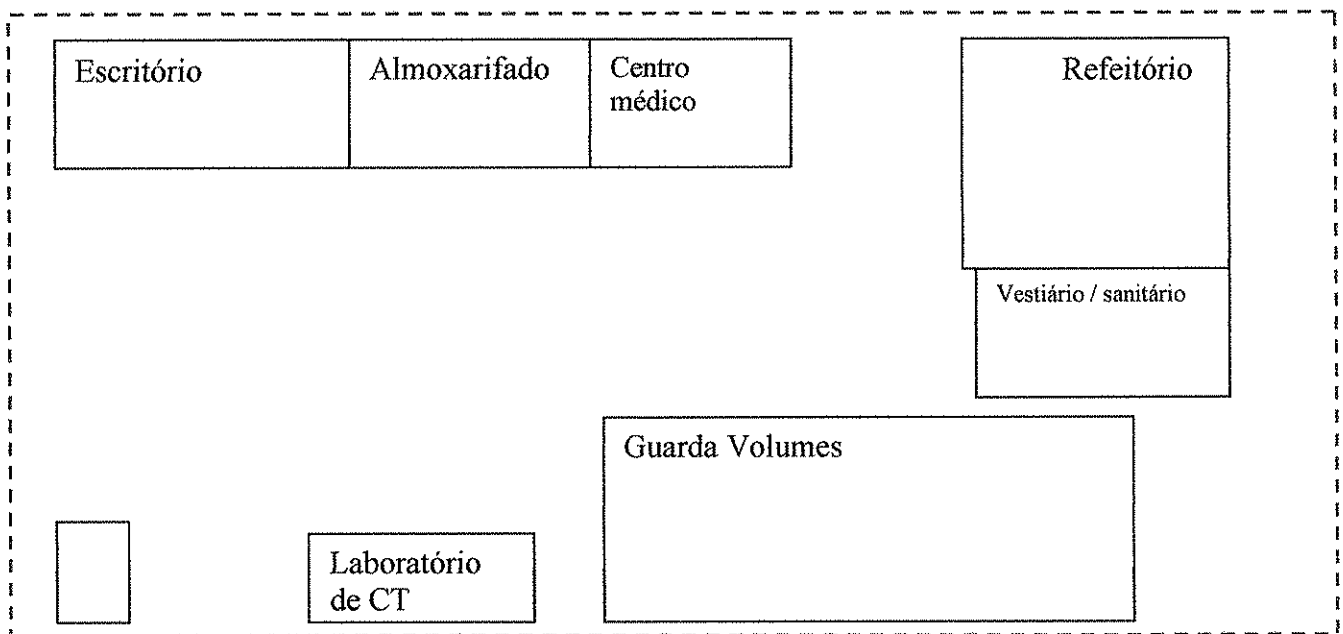 Escritório
Almoxarifado
Centro
médico
Refeitório
Vestiário / sanitário
Guarda Volumes
Laboratório
de CT